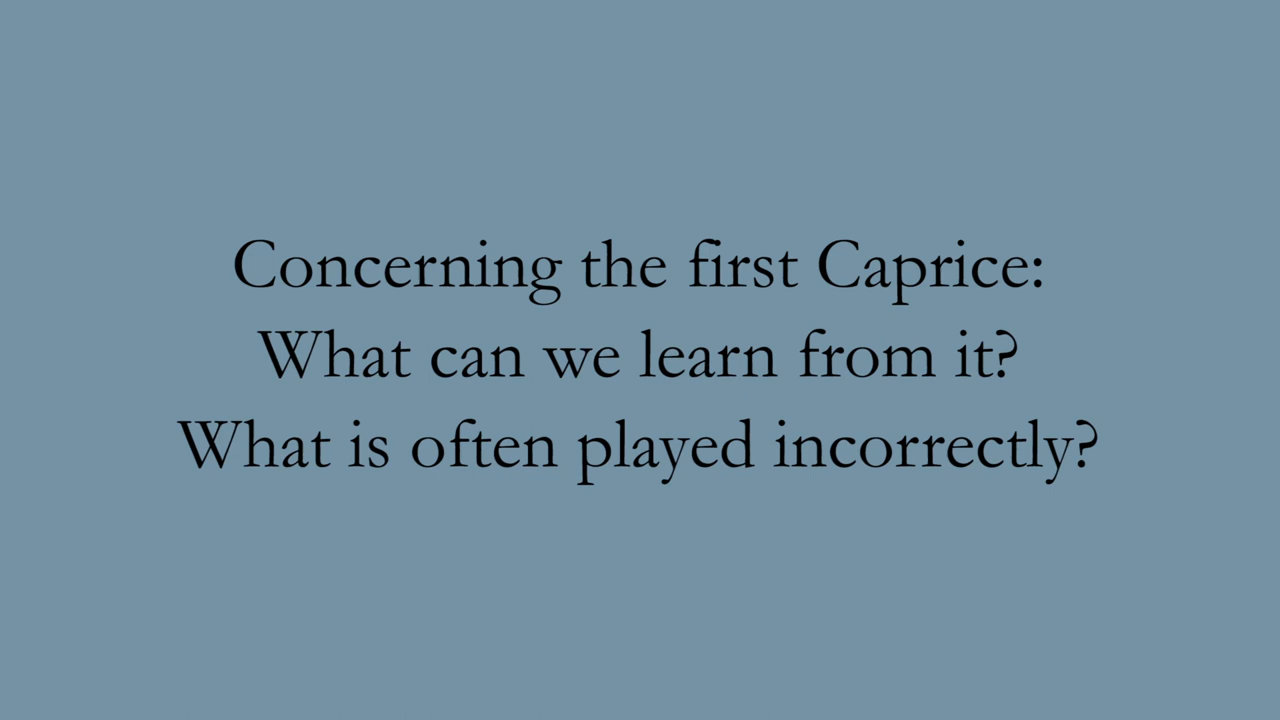 Concerning the first Caprice:
What can we learn from it?
What is often played incorrectly?